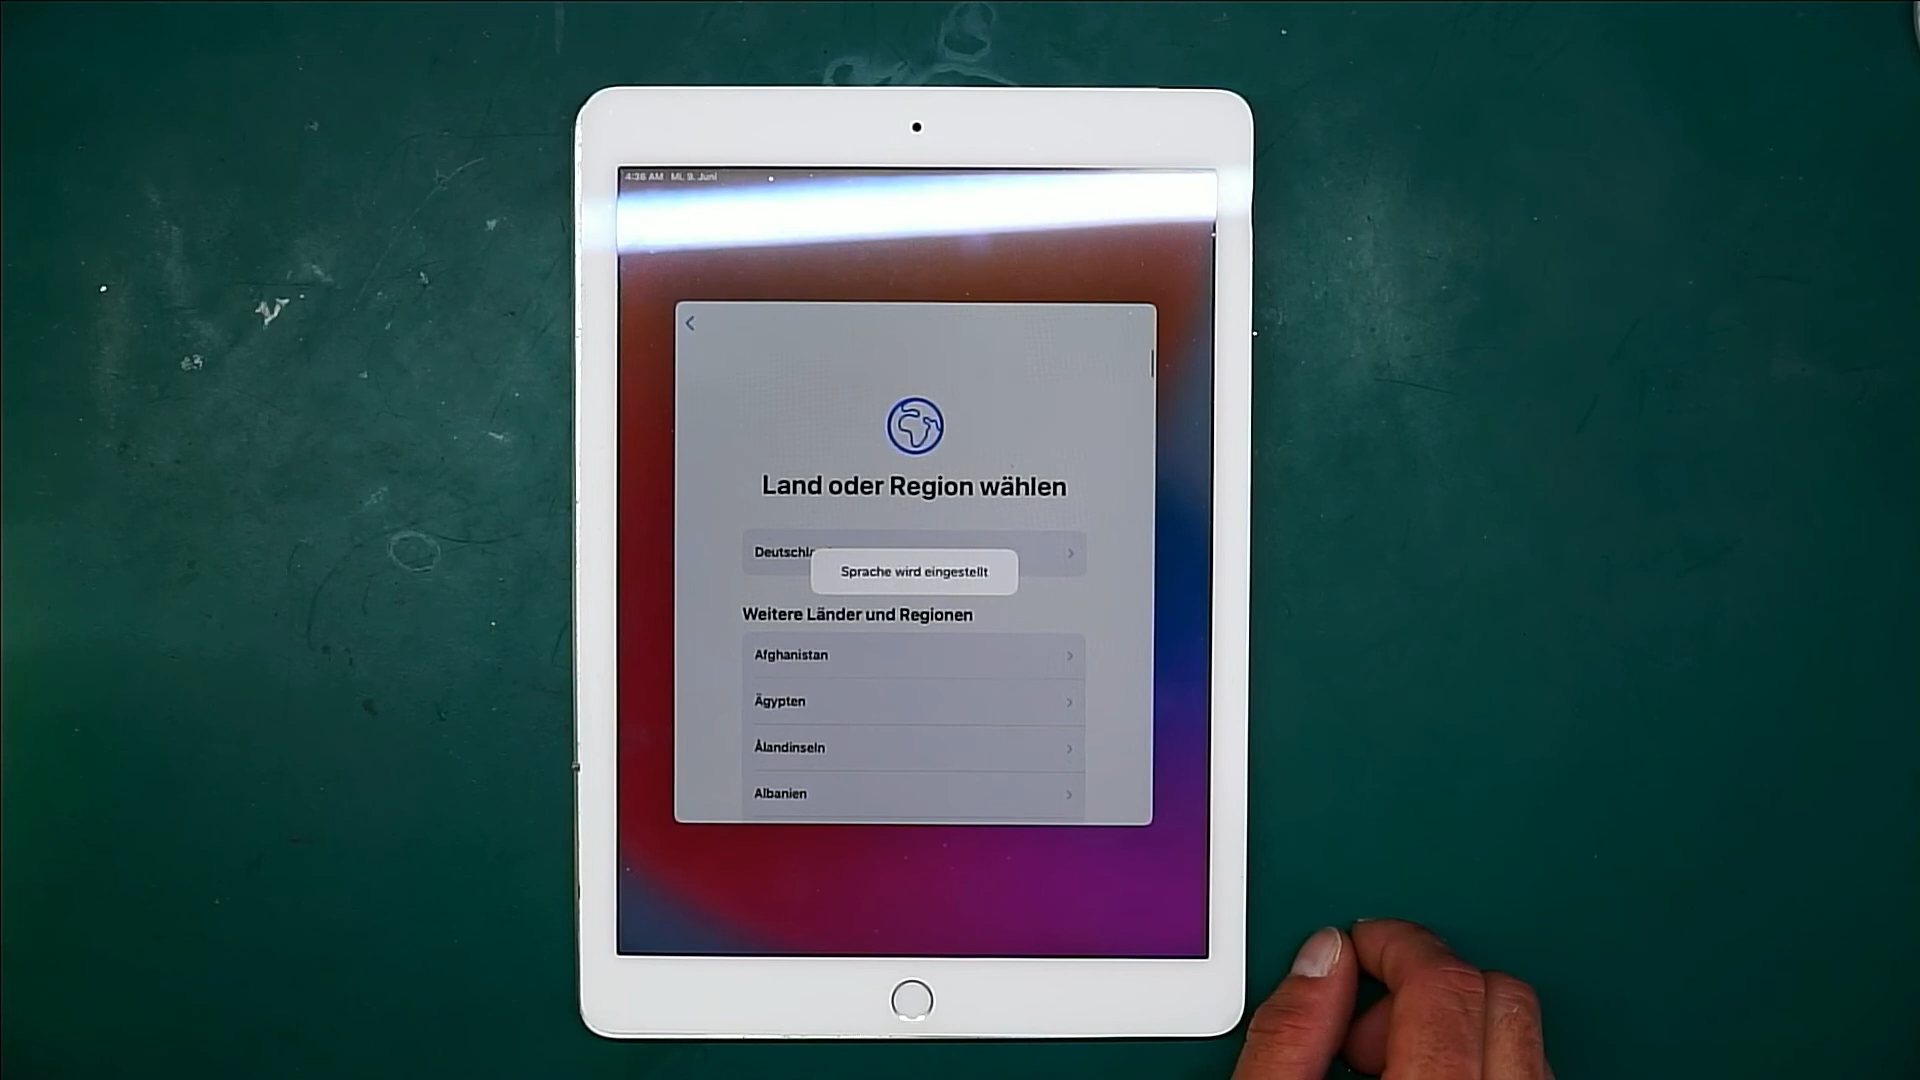 4:36 AM Mi. 9. Juni
Land oder Region wählen
Deutschla
Sprache wird eingestellt
Weitere Länder und Regionen
Afghanistan
Ägypten
Ålandinseln
Albanien